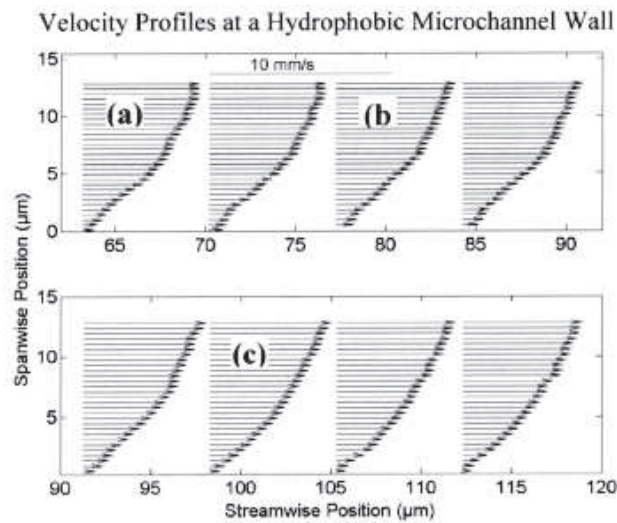 Velocity Profiles at a Hydrophobic Microchannel Wall
15
10 mm/s
(a)
(b)
10
5
0
65 70 75 80 85 90
15
(c)
10
5
90 95 100 105 110 115 120
Spanwise Position (µm)
Streamwise Position (µm)